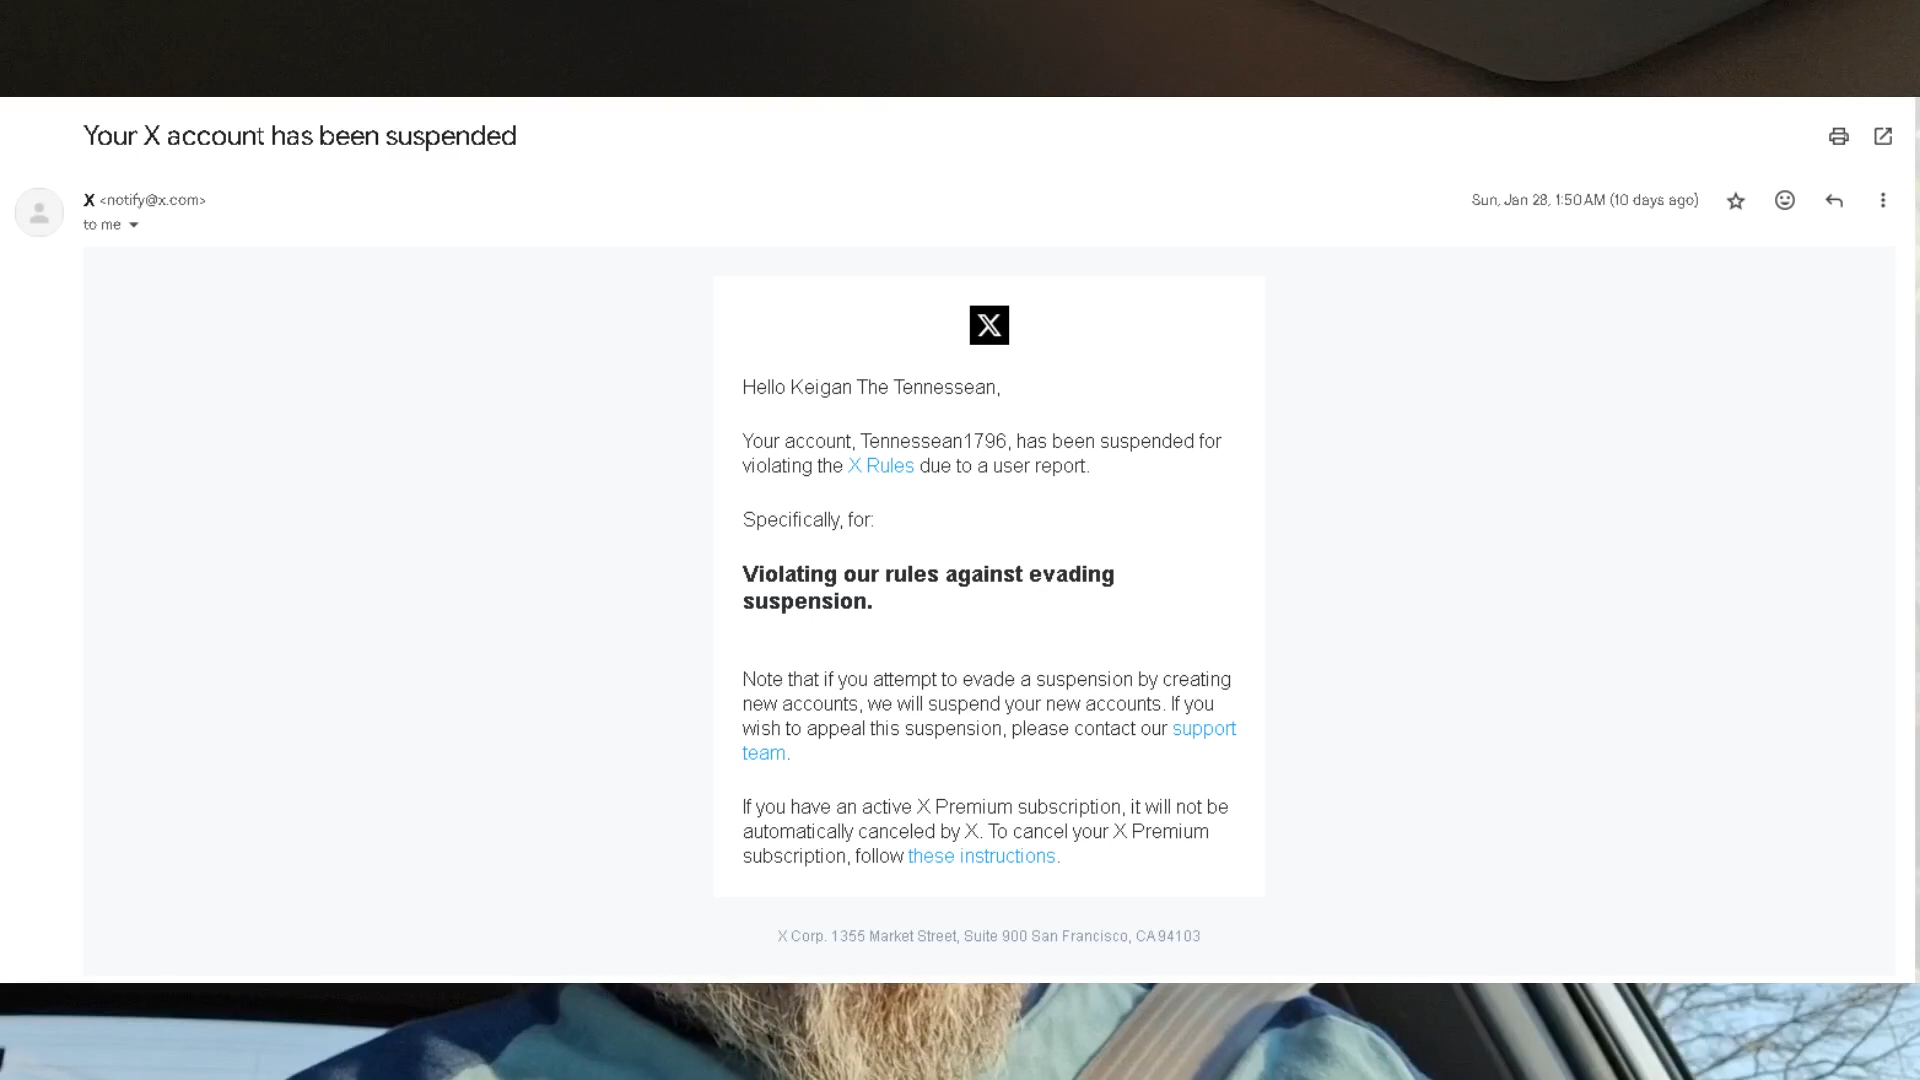 Your X account has been suspended
X <notify@x.com>
Sun, Jan 28, 1:50 AM (10 days ago)
to me
X
Hello Keigan The Tennessean,
Your account, Tennessean1796, has been suspended for
violating the X Rules due to a user report.
Specifically, for:
Violating our rules against evading
suspension.
Note that if you attempt to evade a suspension by creating
new accounts, we will suspend your new accounts. If you
wish to appeal this suspension, please contact our support
team.
If you have an active X Premium subscription, it will not be
automatically canceled by X. To cancel your X Premium
subscription, follow these instructions.
X Corp. 1355 Market Street, Suite 900 San Francisco, CA 94103